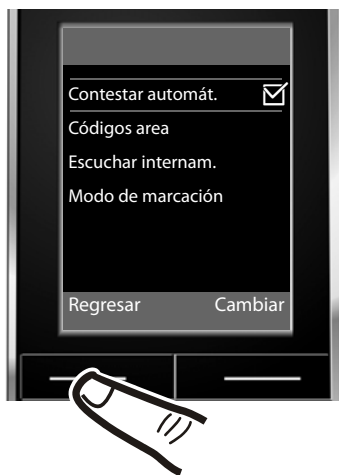 Contestar automát.
Códigos area
Escuchar internam.
Modo de marcación
Regresar Cambiar